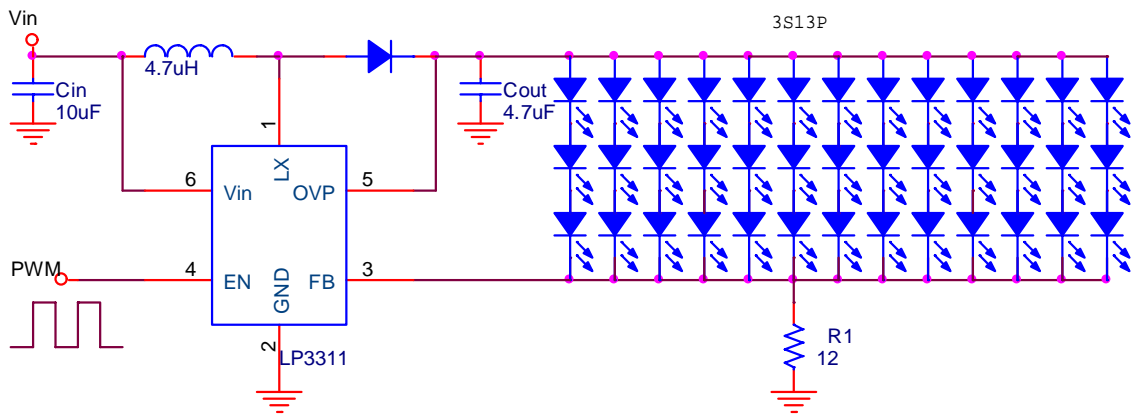 Vin
3S13P
4.7uH
Cin
10uF
Cout
4.7uF
1
LX
6
Vin
OVP
5
PWM
4
EN
GND
FB
3
2
LP3311
R1
12